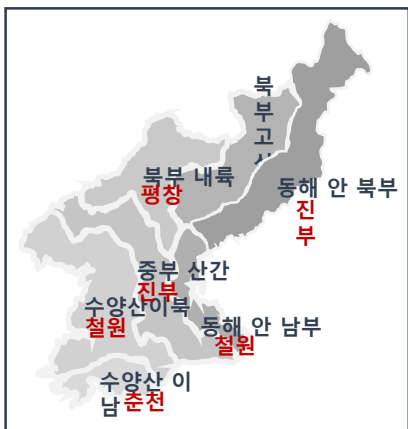 북
부
고
북부 내륙
평창
동해 안 북부
진
부
중부 산간
진부
수양산이북
철원
동해 안 남부
철원
수양산 이
남
춘천